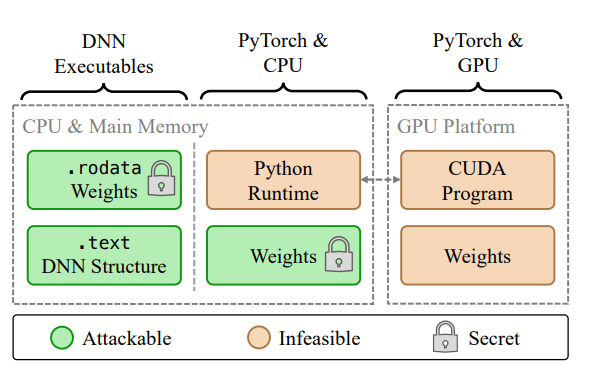 DNN
Executables
PyTorch &
CPU
PyTorch &
GPU
CPU & Main Memory
GPU Platform
.rodata
Weights
Python
Runtime
CUDA
Program
.text
DNN Structure
Weights
Weights
Attackable
Infeasible
Secret